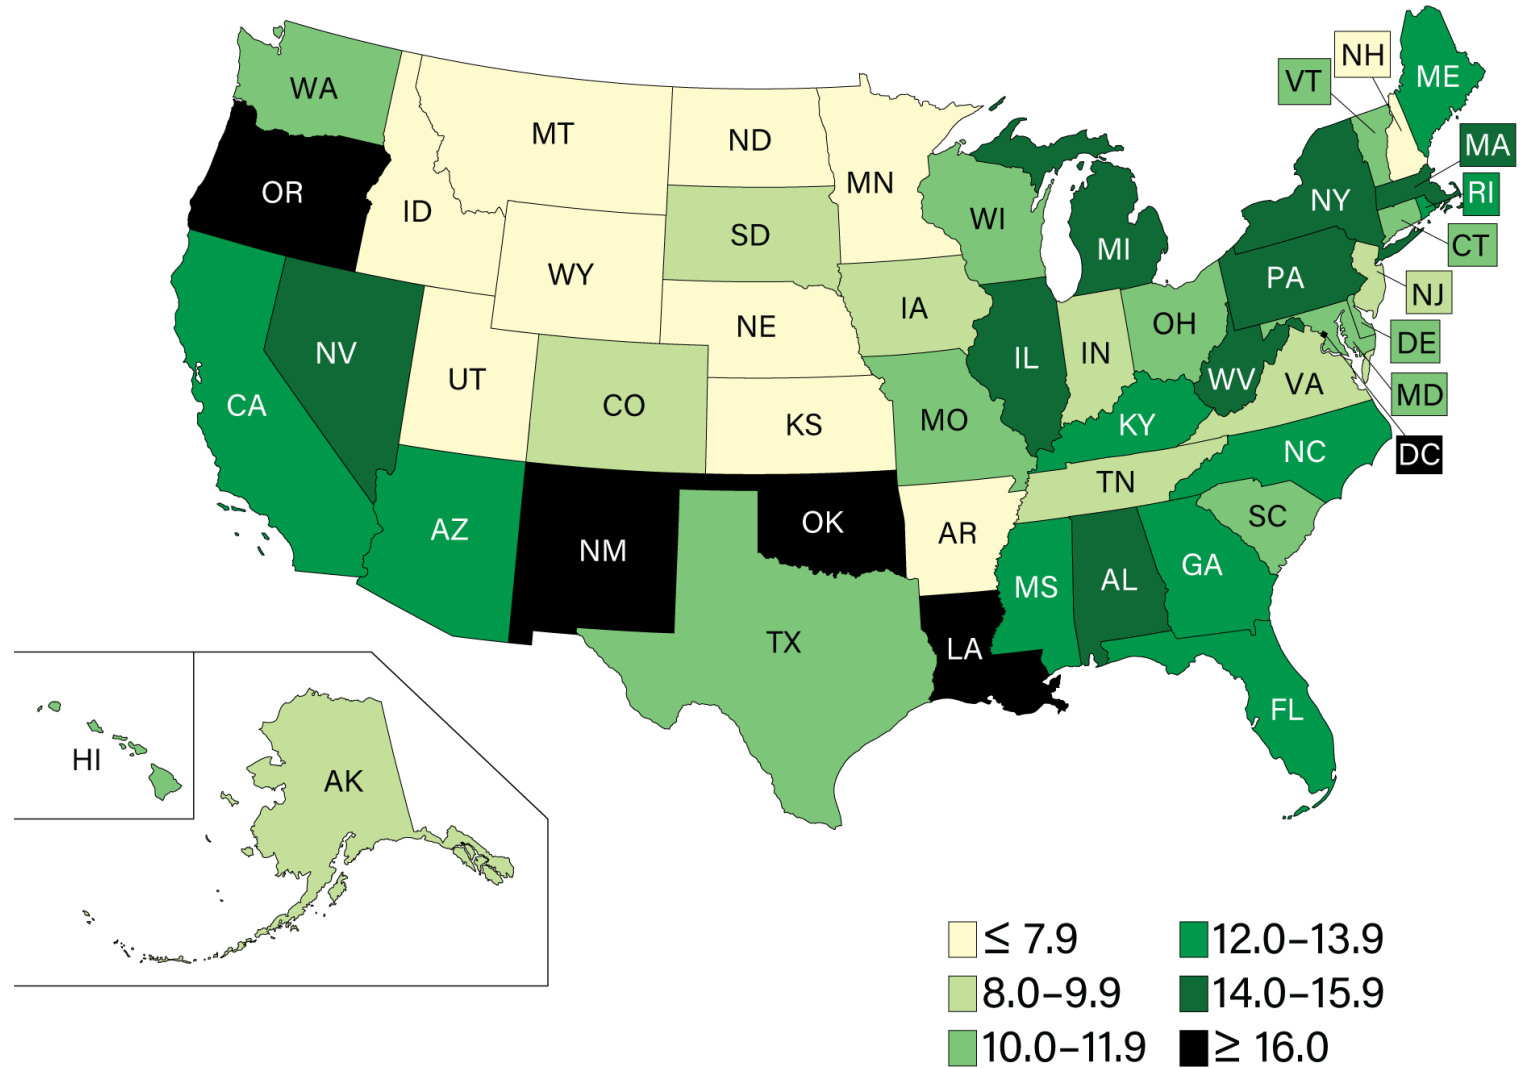 NH
VT
ME
WA
MT
ND
MN
MA
OR
ID
NY
RI
WI
SD
MI
CT
WY
PA
NJ
IA
NE
OH
DE
NV
IL
IN
UT
WV
VA
MD
CA
CO
KS
MO
KY
NC
DC
TN
AZ
NM
OK
AR
SC
MS
AL
GA
TX
LA
FL
HI
AK
≤ 7.9
8.0–9.9
10.0–11.9
12.0–13.9
14.0–15.9
≥ 16.0